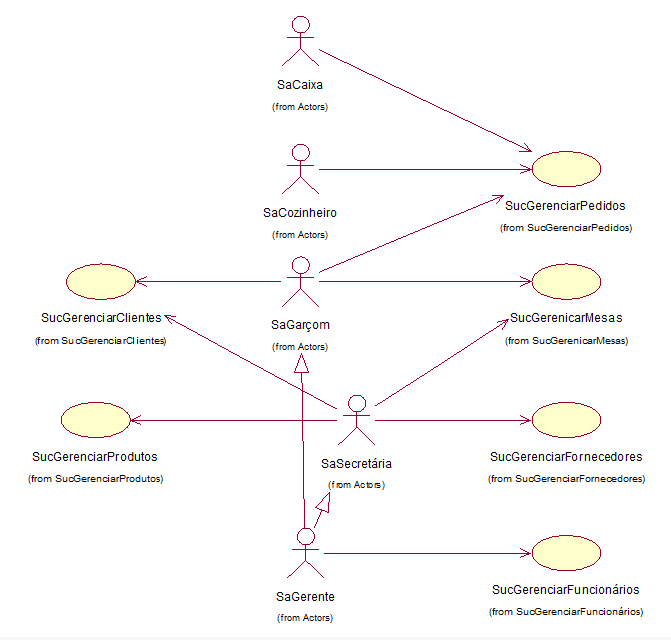 SaCaixa
(from Actors)
SaCozinheiro
(from Actors)
SucGerenciarPedidos
(from SucGerenciarPedidos)
SucGerenciarClientes
(from SucGerenciarClientes)
SaGarçom
(from Actors)
SucGerenicarMesas
(from SucGerenicarMesas)
SucGerenciarProdutos
(from SucGerenciarProdutos)
SaSecretária
(from Actors)
SucGerenciarFornecedores
(from SucGerenciarFornecedores)
SaGerente
(from Actors)
SucGerenciarFuncionários
(from SucGerenciarFuncionários)